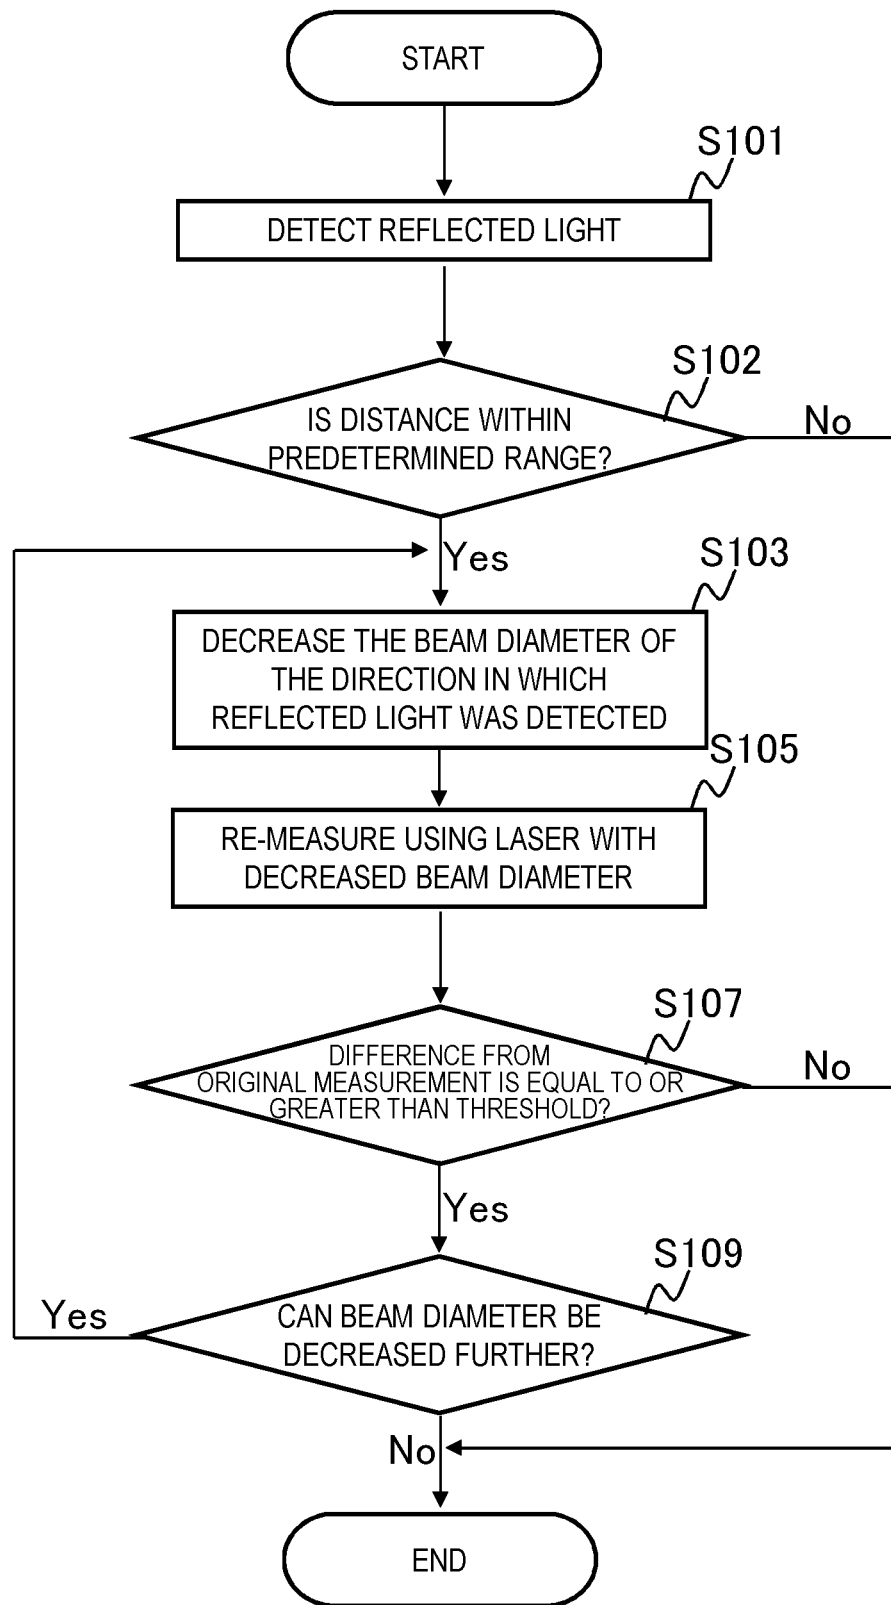 START
S101
DETECT REFLECTED LIGHT
S102
IS DISTANCE WITHIN
PREDETERMINED RANGE?
No
Yes
S103
DECREASE THE BEAM DIAMETER OF
THE DIRECTION IN WHICH
REFLECTED LIGHT WAS DETECTED
S105
RE-MEASURE USING LASER WITH
DECREASED BEAM DIAMETER
S107
DIFFERENCE FROM
ORIGINAL MEASUREMENT IS EQUAL TO OR
GREATER THAN THRESHOLD?
No
Yes
S109
CAN BEAM DIAMETER BE
DECREASED FURTHER?
Yes
No
END